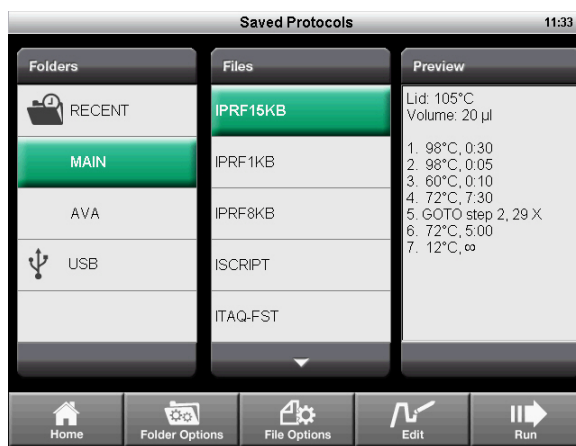 Saved Protocols
11:33
Folders
RECENT
MAIN
AVA
USB
Files
IPRF15KB
IPRF1KB
IPRF8KB
ISCRIPT
ITAQ-FST
Preview
Lid: 105°C
Volume: 20 µl
1. 98°C, 0:30
2. 98°C, 0:05
3. 60°C, 0:10
4. 72°C, 7:30
5. GOTO step 2, 29 X
6. 72°C, 5:00
7. 12°C, ∞
Home
Folder Options
File Options
Edit
Run